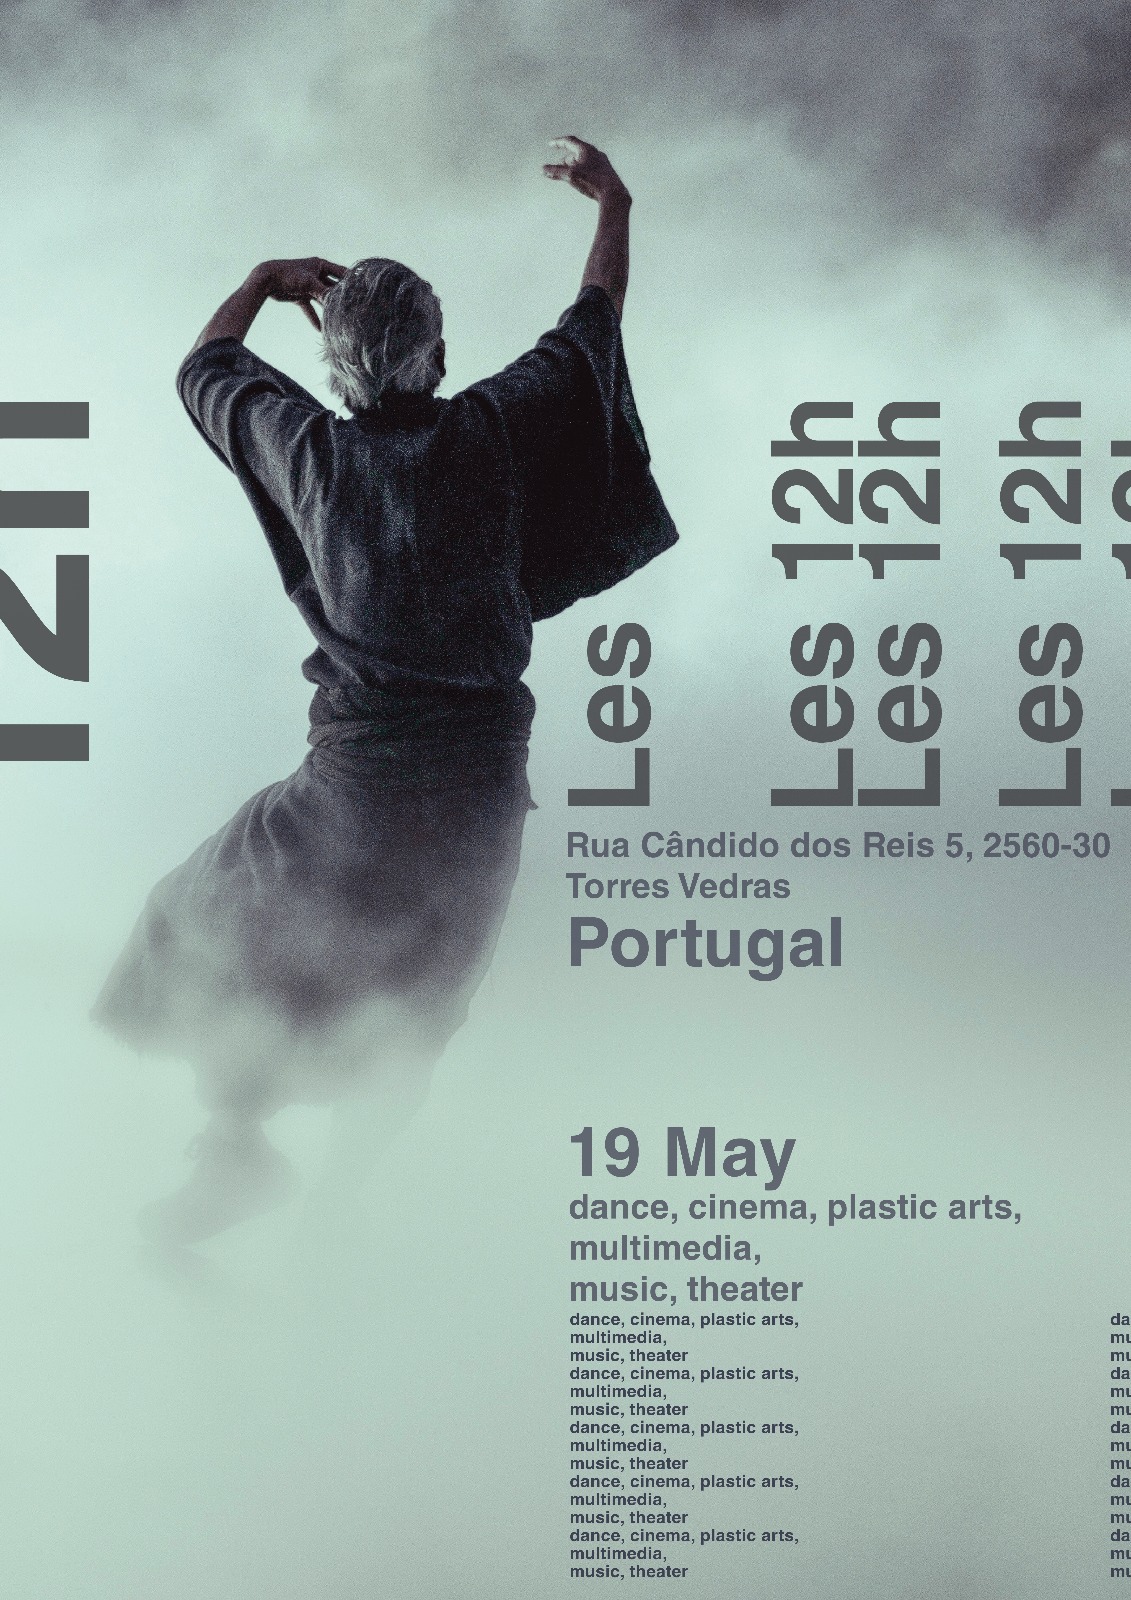 12h
Les
Les 12h
Les 12h
Les 12h
Rua Cândido dos Reis 5, 2560-30
Torres Vedras
Portugal
19 May
dance, cinema, plastic arts,
multimedia,
music, theater
dance, cinema, plastic arts,
multimedia,
music, theater
dance, cinema, plastic arts,
multimedia,
music, theater
dance, cinema, plastic arts,
multimedia,
music, theater
dance, cinema, plastic arts,
multimedia,
music, theater
dance, cinema, plastic arts,
multimedia,
music, theater